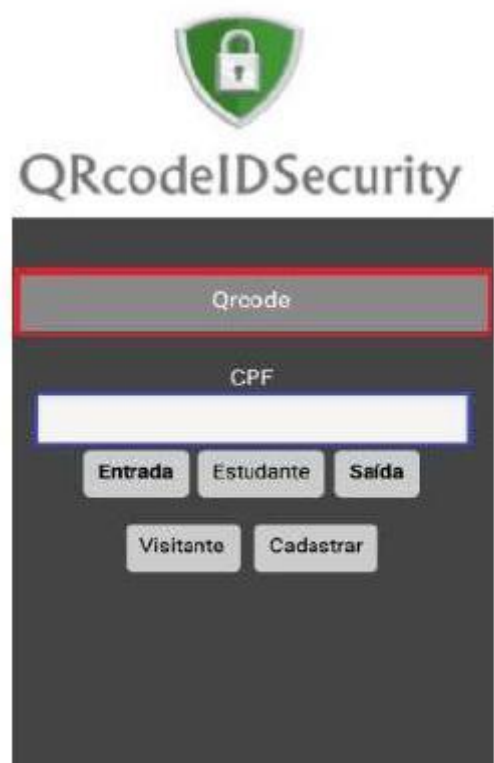 QRcodeIDSecurity
Qrcode
CPF
Entrada Estudante Saída
Visitante Cadastrar